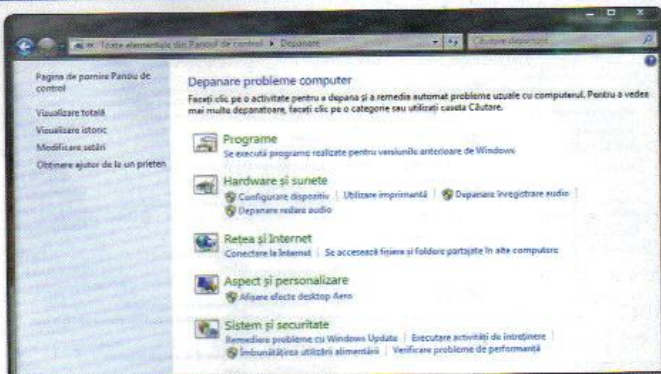 Toate elementele din Panoul de control ▸ Depanare
Căutare depanare
Pagina de pornire Panou de
control
Vizualizare totală
Vizualizare istoric
Modificare setări
Obținere ajutor de la un prieten
Depanare probleme computer
Faceți clic pe o activitate pentru a depana și a remedia automat probleme uzuale cu computerul. Pentru a vedea
mai multe depanatoare, faceți clic pe o categorie sau utilizați caseta Căutare.
Programe
Se execută programe realizate pentru versiunile anterioare de Windows
Hardware și sunete
Configurare dispozitiv | Utilizare imprimantă | Depanare înregistrare audio |
Depanare redare audio
Rețea și Internet
Conectare la Internet | Se accesează fișiere și foldere partajate în alte computere
Aspect și personalizare
Afișare efecte desktop Aero
Sistem și securitate
Remediere probleme cu Windows Update | Executare activități de întreținere |
Îmbunătățirea utilizării alimentării | Verificare probleme de performanță